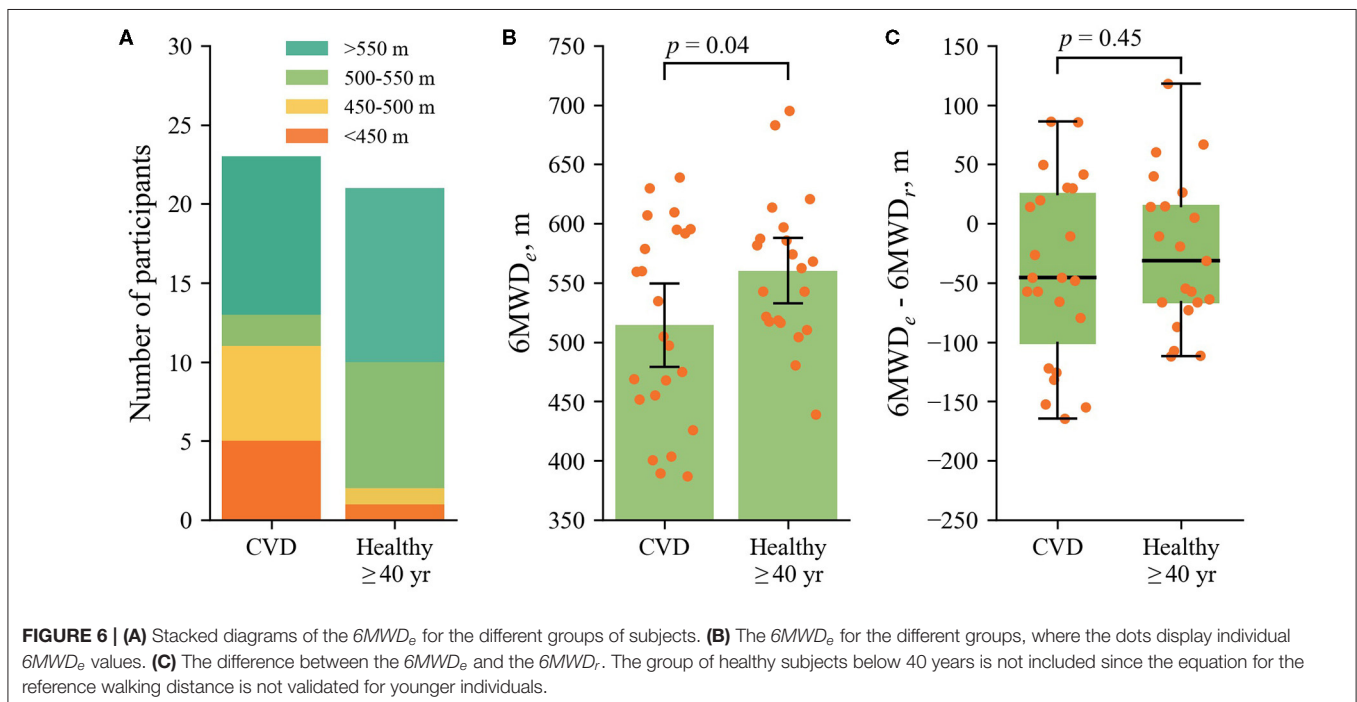 A
30
25
20
15
10
5
0
Number of participants
>550 m
500-550 m
450-500 m
<450 m
CVD
Healthy
≥ 40 yr
B
750
700
650
600
550
500
450
400
350
6MWDe, m
p = 0.04
CVD
Healthy
≥ 40 yr
C
150
100
50
0
−50
−100
−150
−200
−250
6MWDe - 6MWDr, m
p = 0.45
CVD
Healthy
≥ 40 yr
FIGURE 6 | (A) Stacked diagrams of the 6MWDe for the different groups of subjects. (B) The 6MWDe for the different groups, where the dots display individual
6MWDe values. (C) The difference between the 6MWDe and the 6MWDr. The group of healthy subjects below 40 years is not included since the equation for the
reference walking distance is not validated for younger individuals.